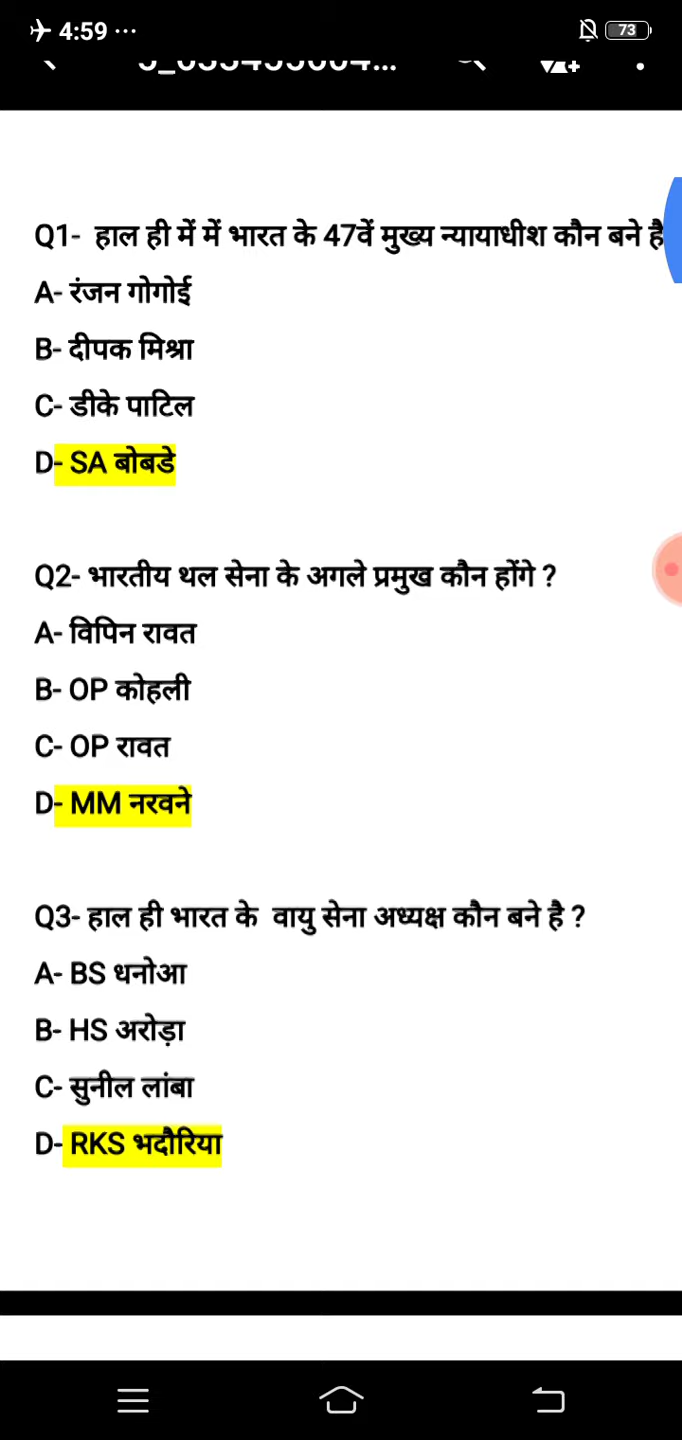 4:59 ...
73
Q1- हाल ही में में भारत के 47वें मुख्य न्यायाधीश कौन बने है
A- रंजन गोगोई
B- दीपक मिश्रा
C- डीके पाटिल
D- SA बोबडे
Q2- भारतीय थल सेना के अगले प्रमुख कौन होंगे ?
A- विपिन रावत
B- OP कोहली
C- OP रावत
D- MM नरवने
Q3- हाल ही भारत के वायु सेना अध्यक्ष कौन बने है ?
A- BS धनोआ
B- HS अरोड़ा
C- सुनील लांबा
D- RKS भदौरिया